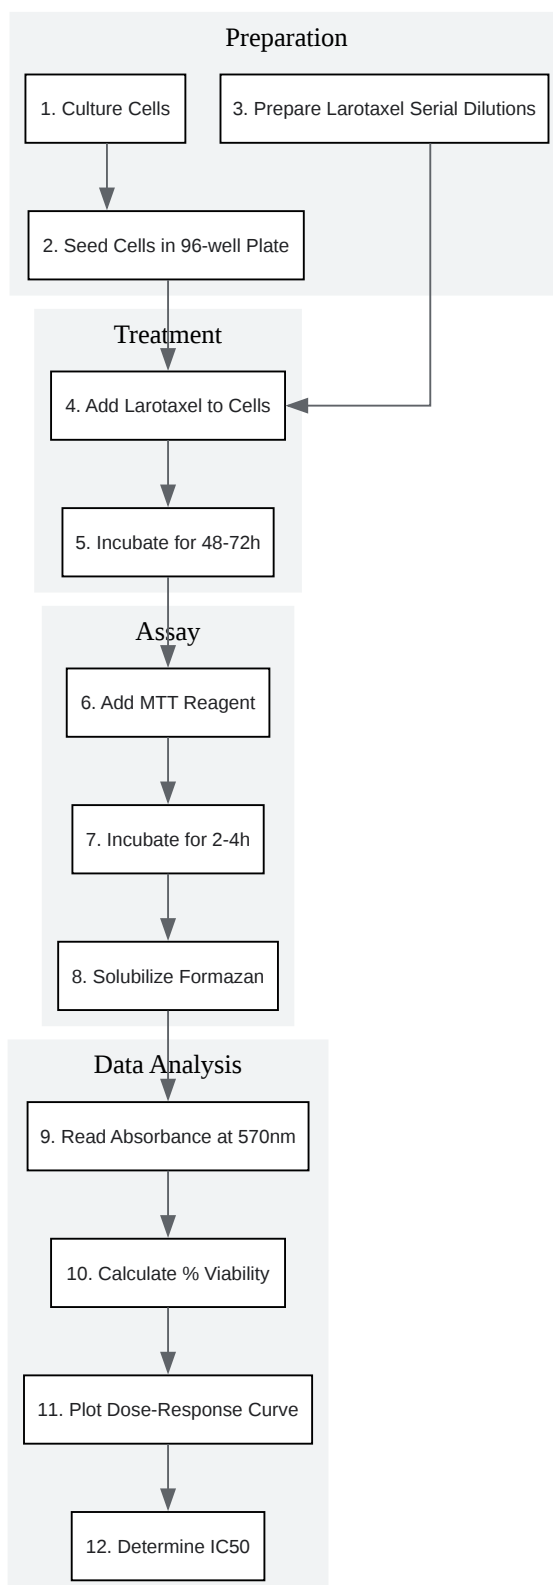 Preparation
1. Culture Cells
3. Prepare Larotaxel Serial Dilutions
2. Seed Cells in 96-well Plate
Treatment
4. Add Larotaxel to Cells
5. Incubate for 48-72h
Assay
6. Add MTT Reagent
7. Incubate for 2-4h
8. Solubilize Formazan
Data Analysis
9. Read Absorbance at 570nm
10. Calculate % Viability
11. Plot Dose-Response Curve
12. Determine IC50